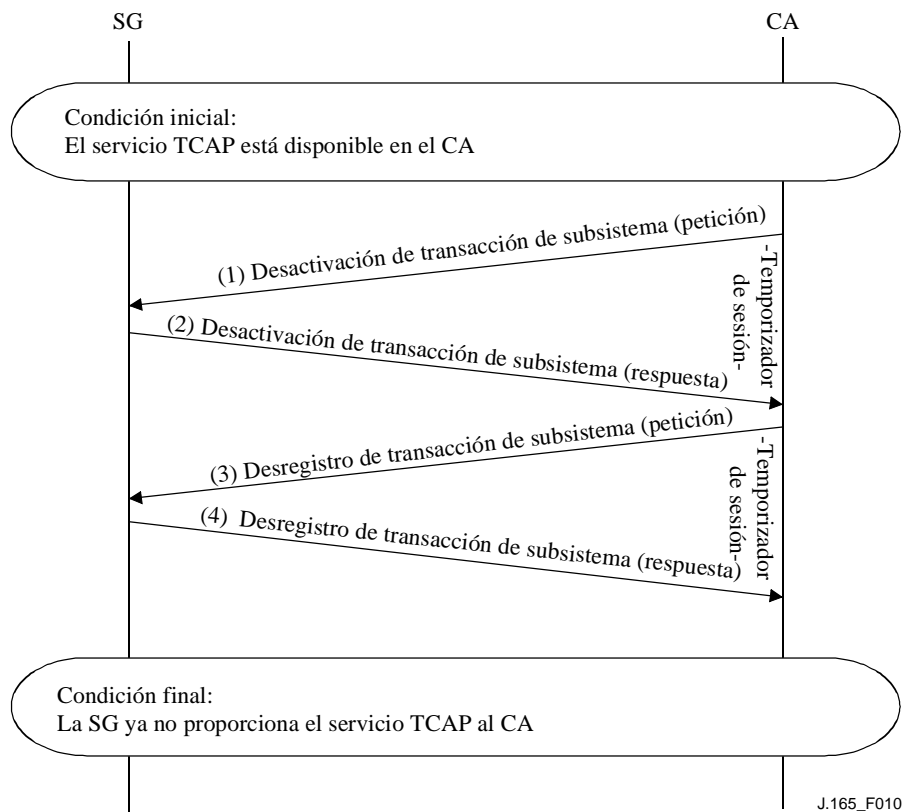 SG
CA
Condición inicial:
El servicio TCAP está disponible en el CA
(1) Desactivación de transacción de subsistema (petición)
-Temporizador
de sesión-
(2) Desactivación de transacción de subsistema (respuesta)
(3) Desregistro de transacción de subsistema (petición)
-Temporizador
de sesión-
(4) Desregistro de transacción de subsistema (respuesta)
Condición final:
La SG ya no proporciona el servicio TCAP al CA
J.165_F010